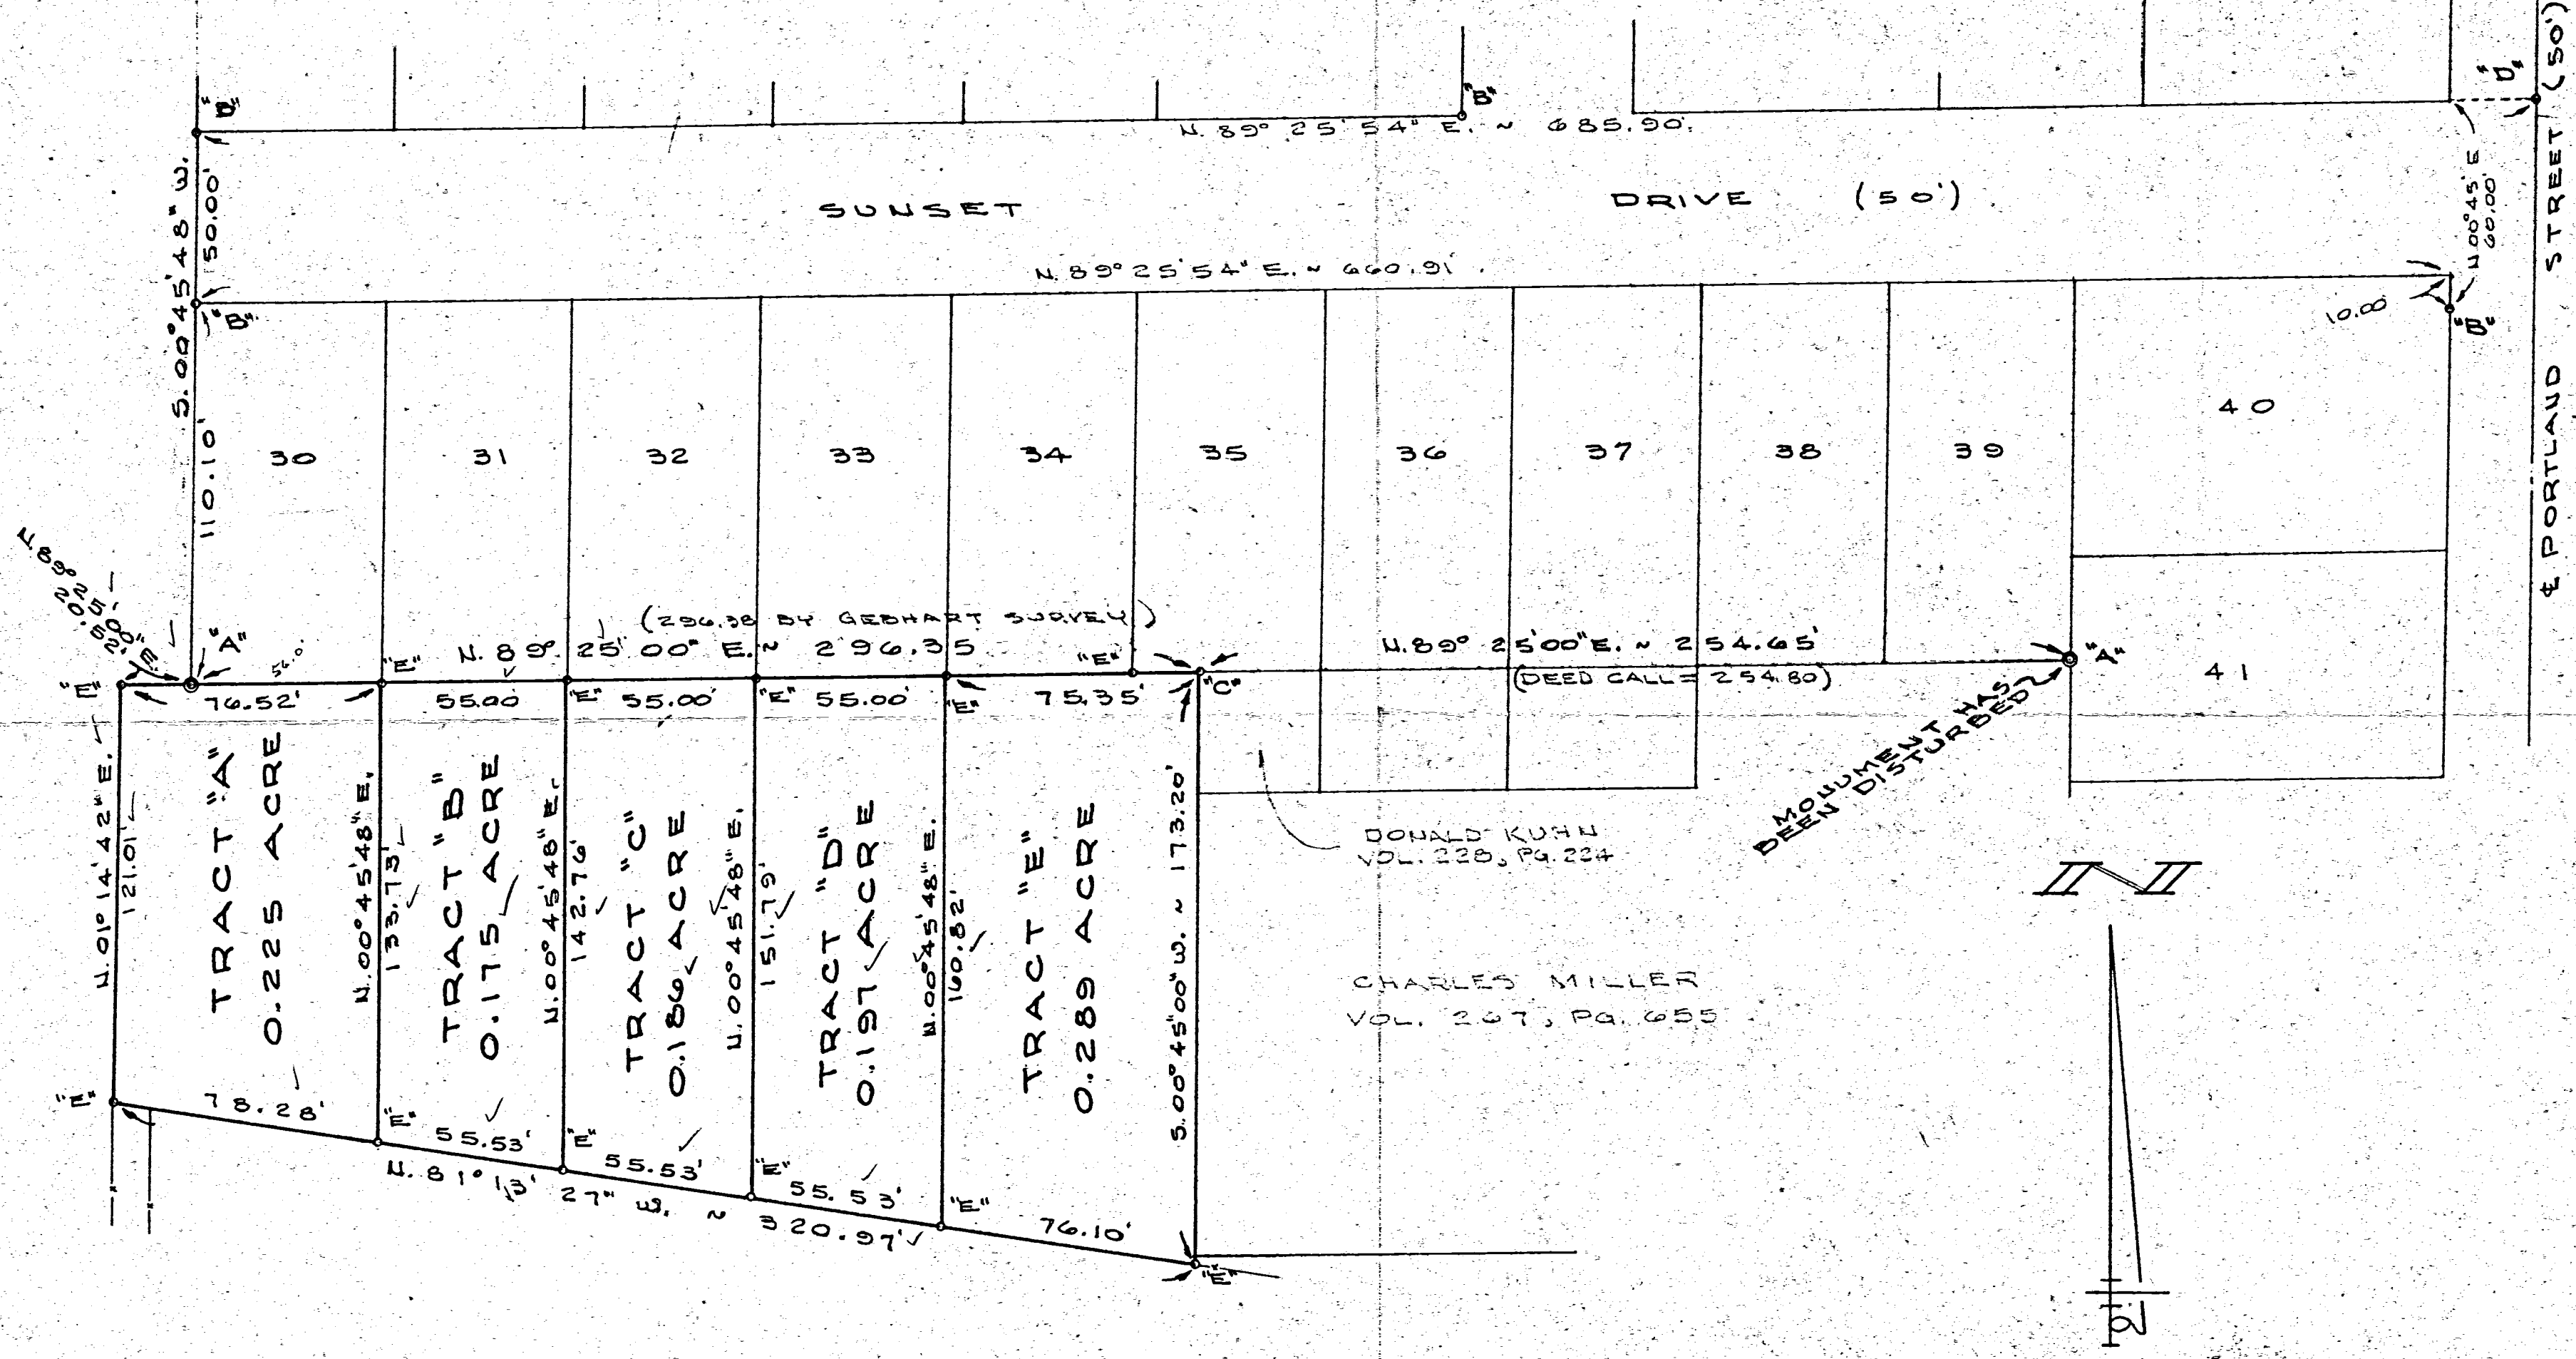 "B"
"B"
"D"
N. 89° 25' 54" E. ~ 685.90'
S. 00° 45' 48" W.
50.00'
SUNSET DRIVE (50')
N 00° 45' E
60.00'
℄ PORTLAND STREET (50')
N. 89° 25' 54" E. ~ 660.91'
"B"
10.00
"B"
110.10'
30
31
32
33
34
35
36
37
38
39
40
41
N. 89° 25' 00" E.
20.52'
"A"
56.0'
(296.38 BY GEBHART SURVEY)
N. 89° 25' 00" E. ~ 296.35
N. 89° 25' 00" E. ~ 254.65'
(DEED CALL = 254.80)
"A"
"E"
"E"
"E"
"E"
"E"
"E"
"C"
76.52'
55.00
55.00'
55.00'
75.35'
MONUMENT HAS
BEEN DISTURBED
N. 01° 14' 42" E.
121.01'
TRACT "A"
0.225 ACRE
N. 00° 45' 48" E.
133.73'
TRACT "B"
0.175 ACRE
N. 00° 45' 48" E.
142.76'
TRACT "C"
0.186 ACRE
N. 00° 45' 48" E.
151.79'
TRACT "D"
0.197 ACRE
N. 00° 45' 48" E.
160.82'
TRACT "E"
0.289 ACRE
S. 00° 45' 00" W. ~ 173.20'
DONALD KUHN
VOL. 228, PG. 224
CHARLES MILLER
VOL. 267, PG. 655
N
"E"
78.28'
"E"
55.53'
"E"
55.53'
"E"
55.53'
"E"
76.10'
"E"
N. 81° 13' 27" W. ~ 320.97'